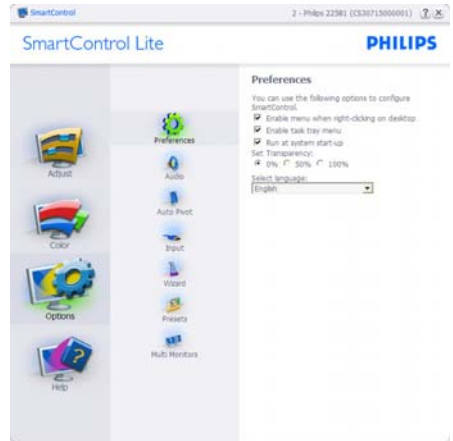 SmartControl
2 - Philips 225B1 (CS30715000001)
SmartControl Lite
PHILIPS
Adjust
Color
Options
Help
Preferences
Audio
Auto Pivot
Input
Wizard
Presets
Multi Monitors
Preferences
You can use the following options to configure
SmartControl.
Enable menu when right-clicking on desktop
Enable task tray menu
Run at system start-up
Set Transparency:
0% 50% 100%
Select language:
English